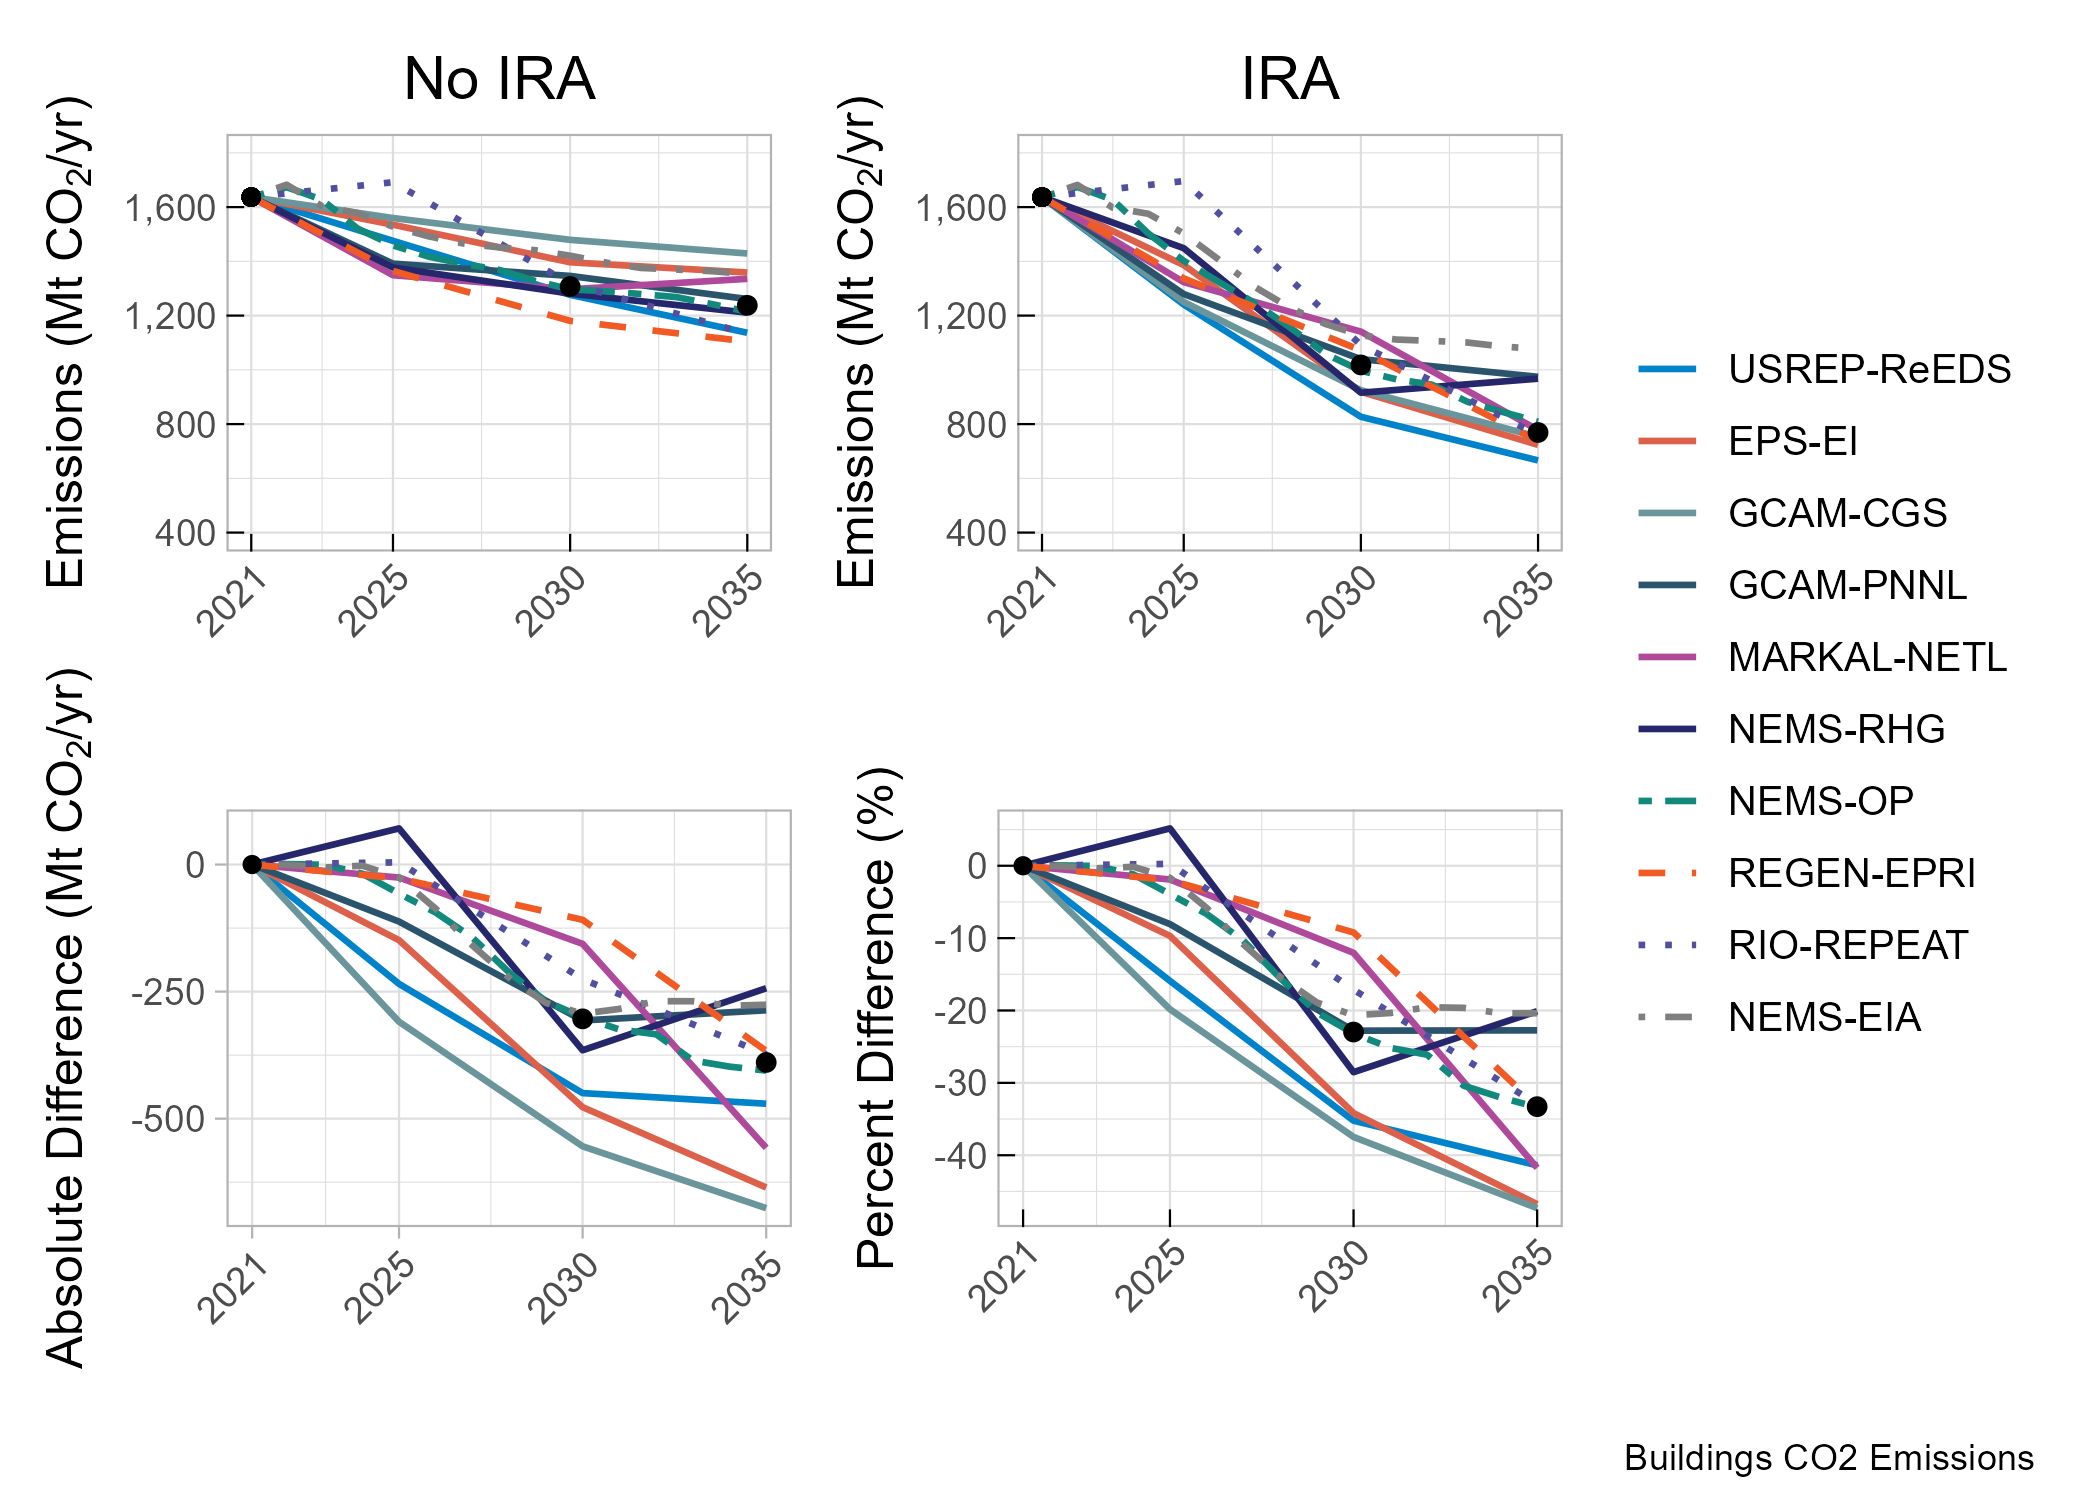 No IRA
IRA
Emissions (Mt CO2/yr)
1,600
1,200
800
400
2021
2025
2030
2035
Emissions (Mt CO2/yr)
1,600
1,200
800
400
2021
2025
2030
2035
USREP-ReEDS
EPS-EI
GCAM-CGS
GCAM-PNNL
MARKAL-NETL
NEMS-RHG
NEMS-OP
REGEN-EPRI
RIO-REPEAT
NEMS-EIA
Absolute Difference (Mt CO2/yr)
0
-250
-500
2021
2025
2030
2035
Percent Difference (%)
0
-10
-20
-30
-40
2021
2025
2030
2035
Buildings CO2 Emissions